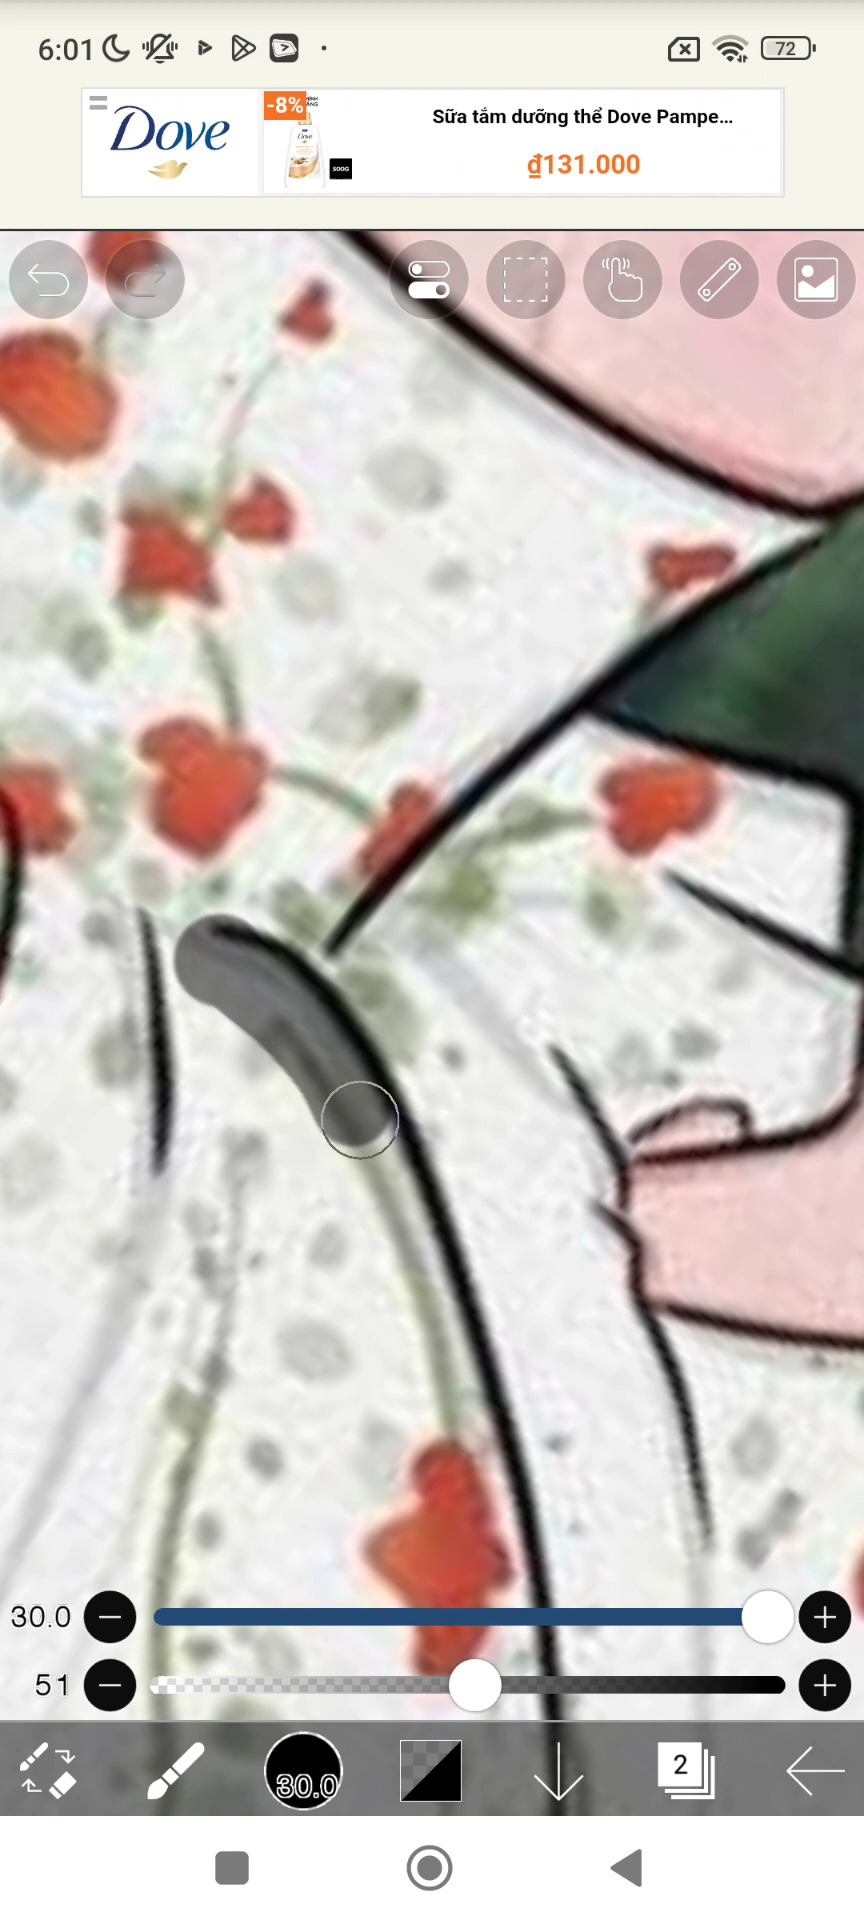 6:01
72
Dove
-8%
Sữa tắm dưỡng thể Dove Pampe...
₫131.000
500G
30.0
51
30.0
2